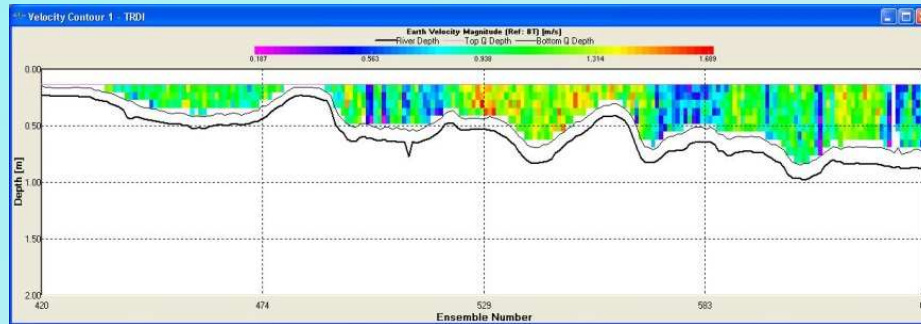 Velocity Contour 1 - TRDI
Earth Velocity Magnitude (Ref: BT) [m/s]
River Depth Top Q Depth Bottom Q Depth
0.187 0.563 0.938 1.314 1.689
0.00
0.50
1.00
1.50
2.00
Depth [m]
420 474 529 583
Ensemble Number